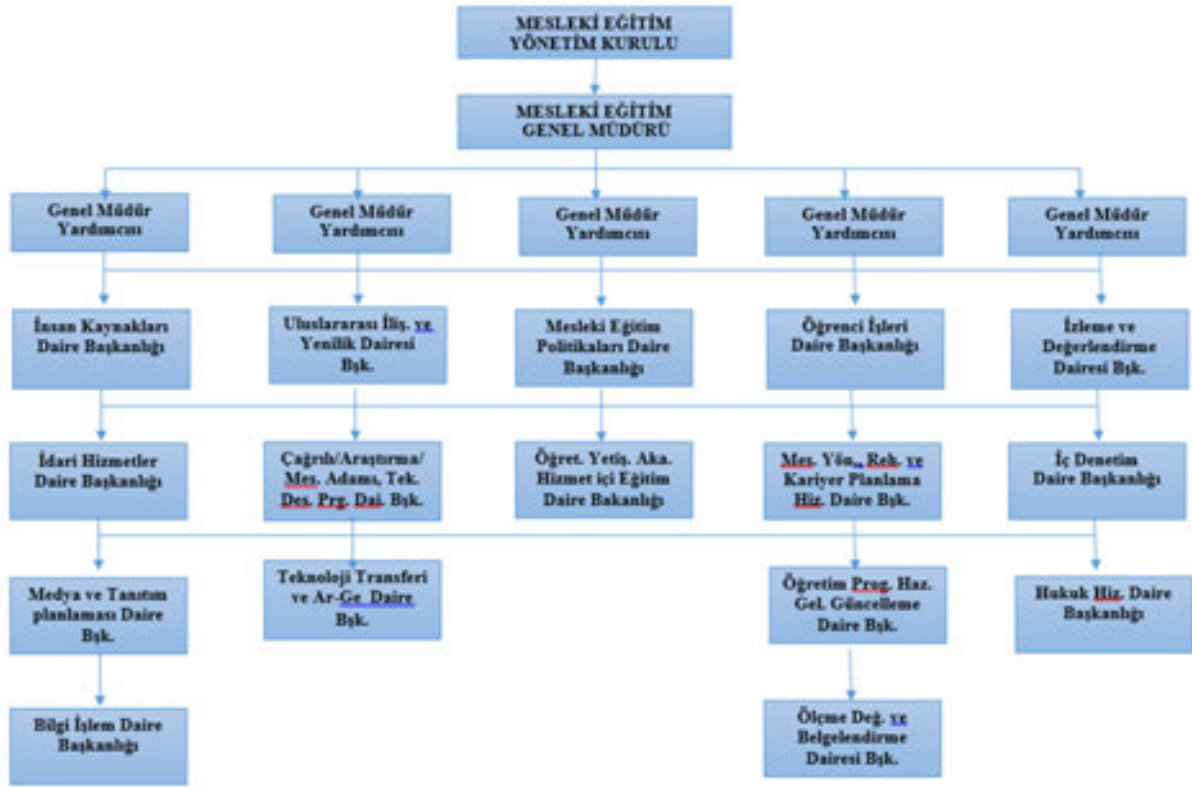 MESLEKİ EĞİTİM
YÖNETİM KURULU
MESLEKİ EĞİTİM
GENEL MÜDÜRÜ
Genel Müdür
Yardımcısı
Genel Müdür
Yardımcısı
Genel Müdür
Yardımcısı
Genel Müdür
Yardımcısı
Genel Müdür
Yardımcısı
İnsan Kaynakları
Daire Başkanlığı
Uluslararası İliş. ve
Yenilik Dairesi
Bşk.
Mesleki Eğitim
Politikaları Daire
Başkanlığı
Öğrenci İşleri
Daire Başkanlığı
İzleme ve
Değerlendirme
Dairesi Bşk.
İdari Hizmetler
Daire Başkanlığı
Çağrılı/Araştırma/
Mes. Adamı, Tek.
Des. Prg. Dai. Bşk.
Öğret. Yetiş. Aka.
Hizmet içi Eğitim
Daire Bakanlığı
Mes. Yön., Reh. ve
Kariyer Planlama
Hiz. Daire Bşk.
İç Denetim
Daire Başkanlığı
Medya ve Tanıtım
planlaması Daire
Bşk.
Teknoloji Transferi
ve Ar-Ge Daire
Bşk.
Öğretim Prog. Haz.
Gel. Güncelleme
Daire Bşk.
Hukuk Hiz. Daire
Başkanlığı
Bilgi İşlem Daire
Başkanlığı
Ölçme Değ. ve
Belgelendirme
Dairesi Bşk.